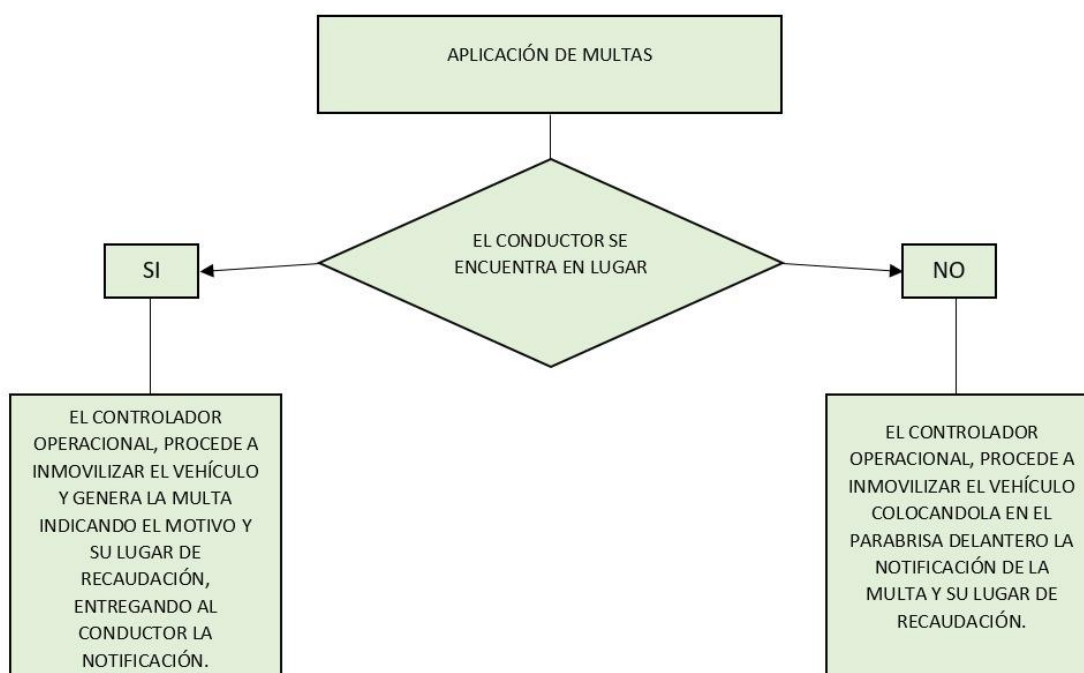 APLICACIÓN DE MULTAS
EL CONDUCTOR SE
ENCUENTRA EN LUGAR
SI
NO
EL CONTROLADOR
OPERACIONAL, PROCEDE A
INMOVILIZAR EL VEHÍCULO
Y GENERA LA MULTA
INDICANDO EL MOTIVO Y
SU LUGAR DE
RECAUDACIÓN,
ENTREGANDO AL
CONDUCTOR LA
NOTIFICACIÓN.
EL CONTROLADOR
OPERACIONAL, PROCEDE A
INMOVILIZAR EL VEHÍCULO
COLOCANDOLA EN EL
PARABRISA DELANTERO LA
NOTIFICACIÓN DE LA
MULTA Y SU LUGAR DE
RECAUDACIÓN.